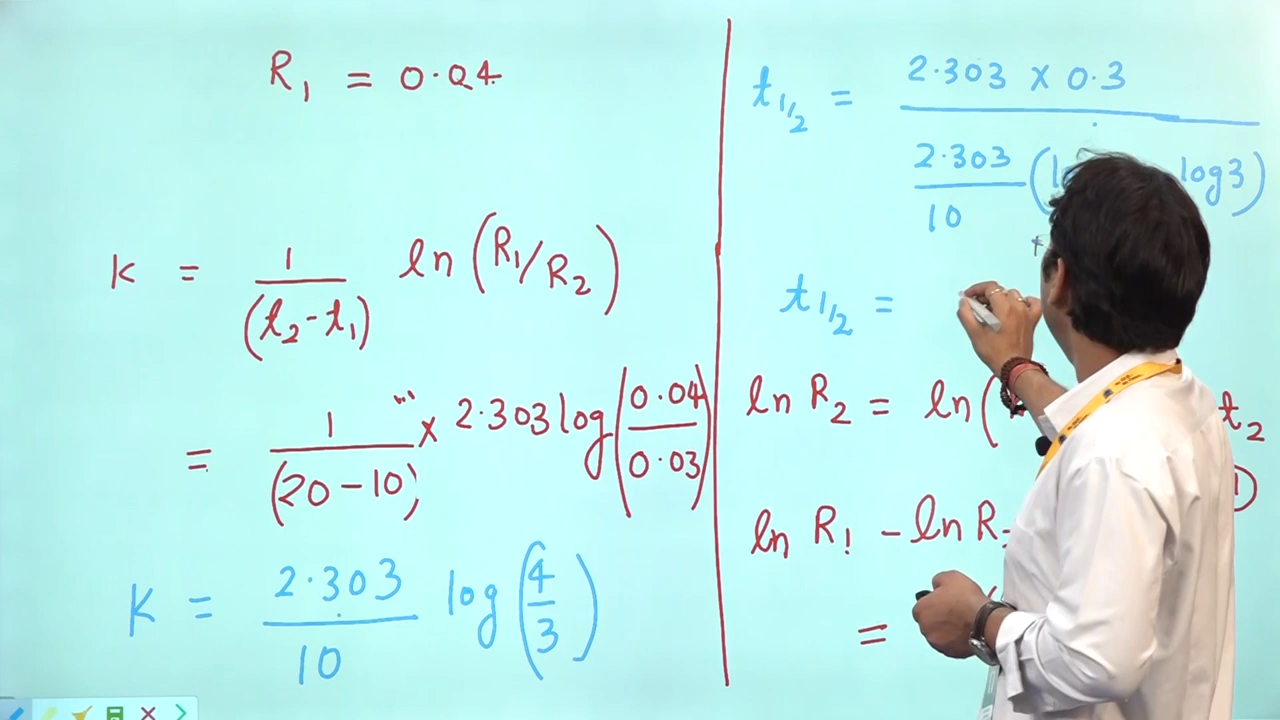 R₁ = 0.04
K = 1/(t₂-t₁) ln(R₁/R₂)
= 1/(20-10) × 2.303 log(0.04/0.03)
K = 2.303/10 log(4/3)
t1/2 = 2.303 × 0.3
2.303/10 ( log3)
t1/2 =
ln R₂ = ln( t₂
ln R₁ - ln R
=